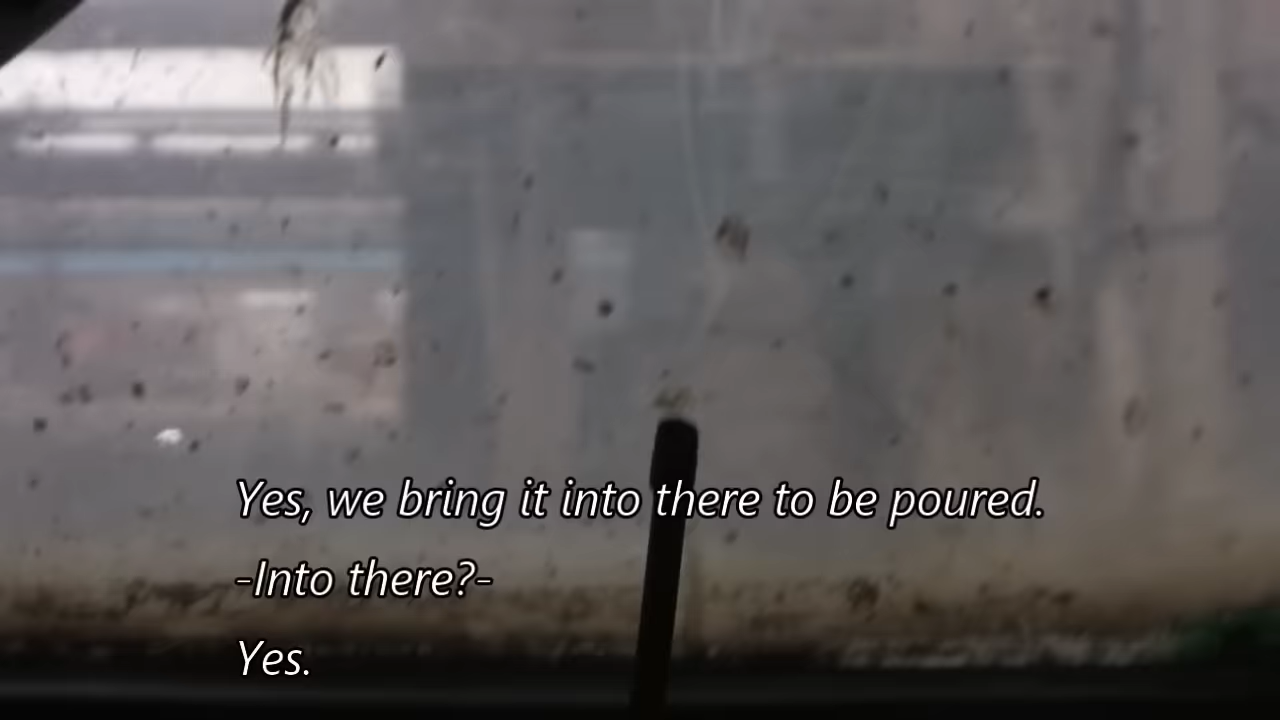 Yes, we bring it into there to be poured.
-Into there?-
Yes.